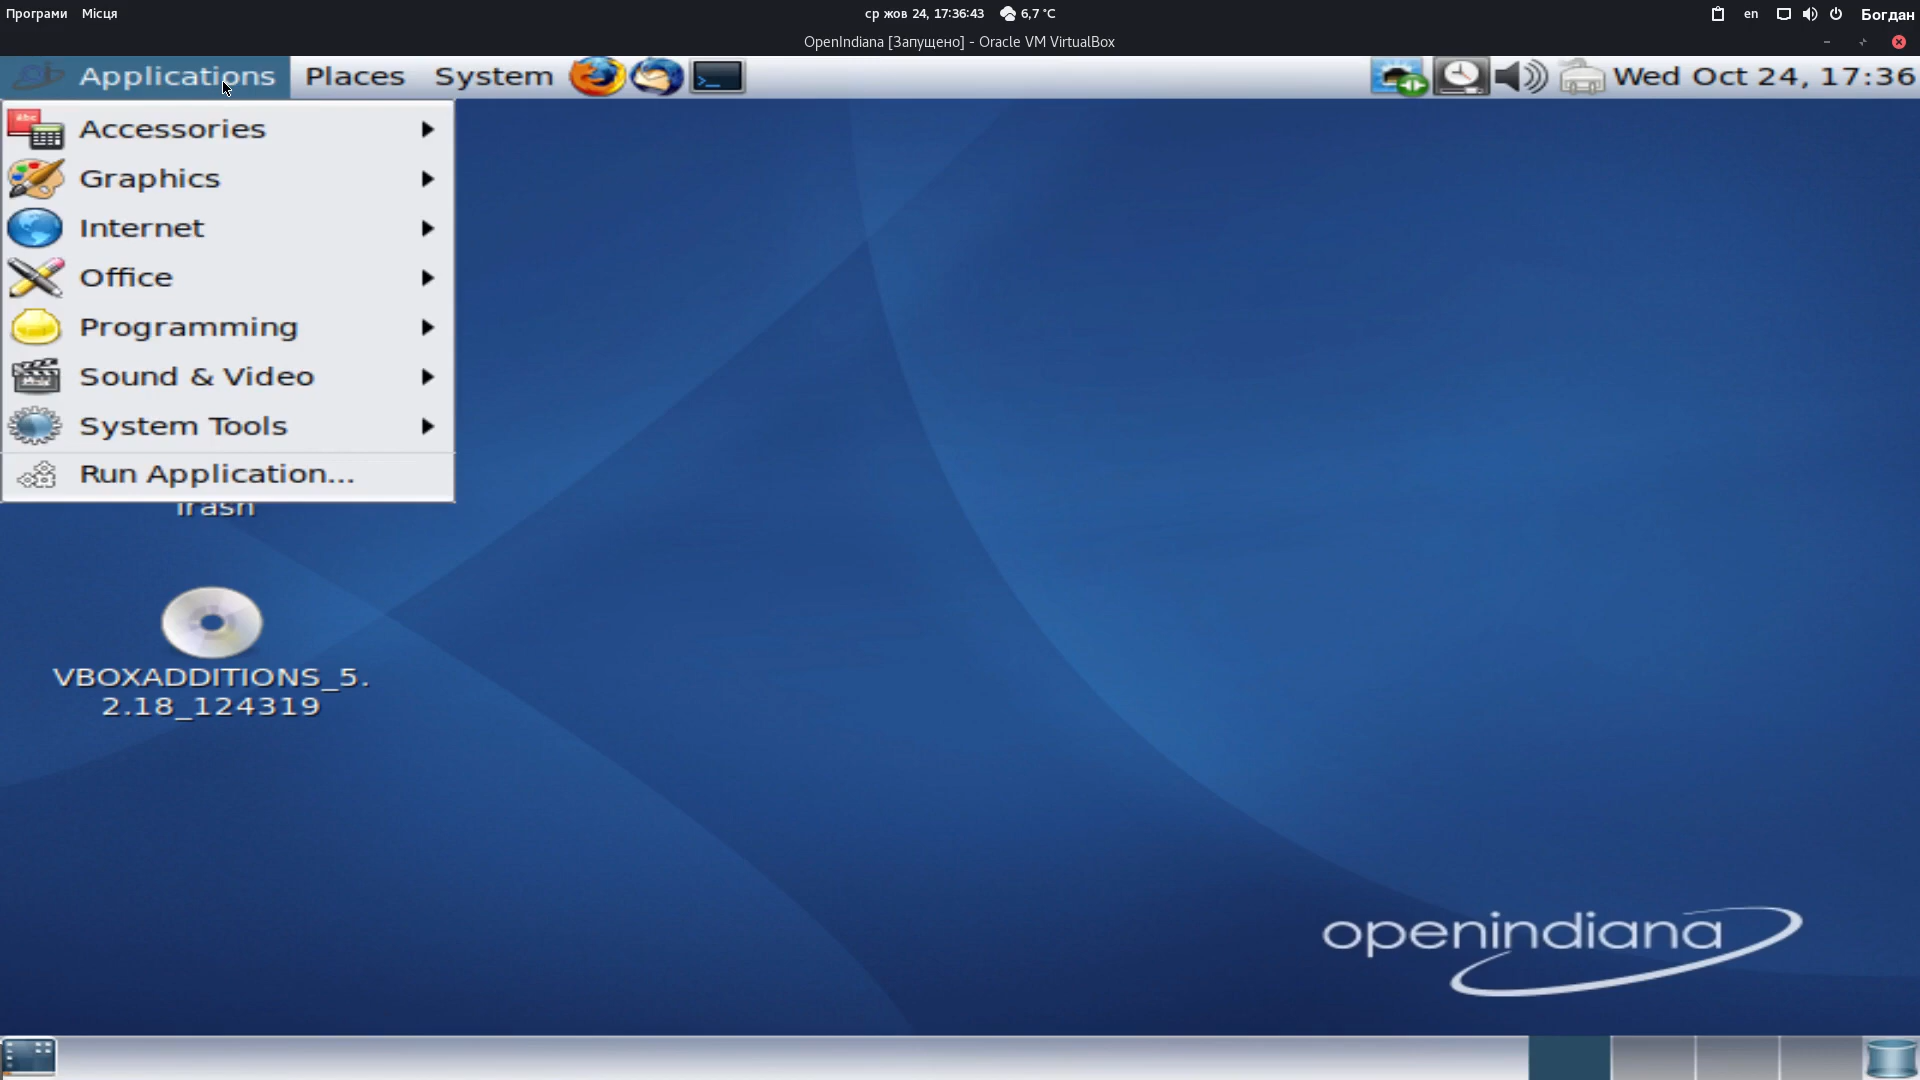 Програми Місця ср жов 24, 17:36:43 6,7 °C en Богдан
OpenIndiana [Запущено] - Oracle VM VirtualBox
Applications Places System Wed Oct 24, 17:36
Accessories
Graphics
Internet
Office
Programming
Sound & Video
System Tools
Run Application...
Trash
VBOXADDITIONS_5.
2.18_124319
openindiana